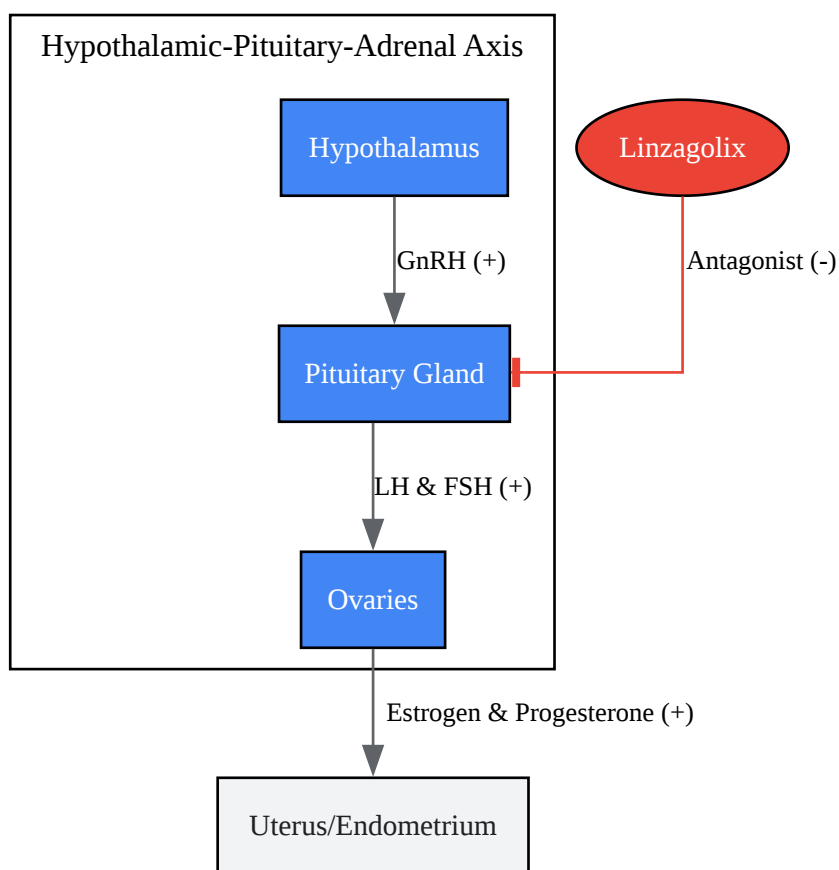 Hypothalamic-Pituitary-Adrenal Axis
Hypothalamus
Linzagolix
GnRH (+)
Antagonist (-)
Pituitary Gland
LH & FSH (+)
Ovaries
Estrogen & Progesterone (+)
Uterus/Endometrium